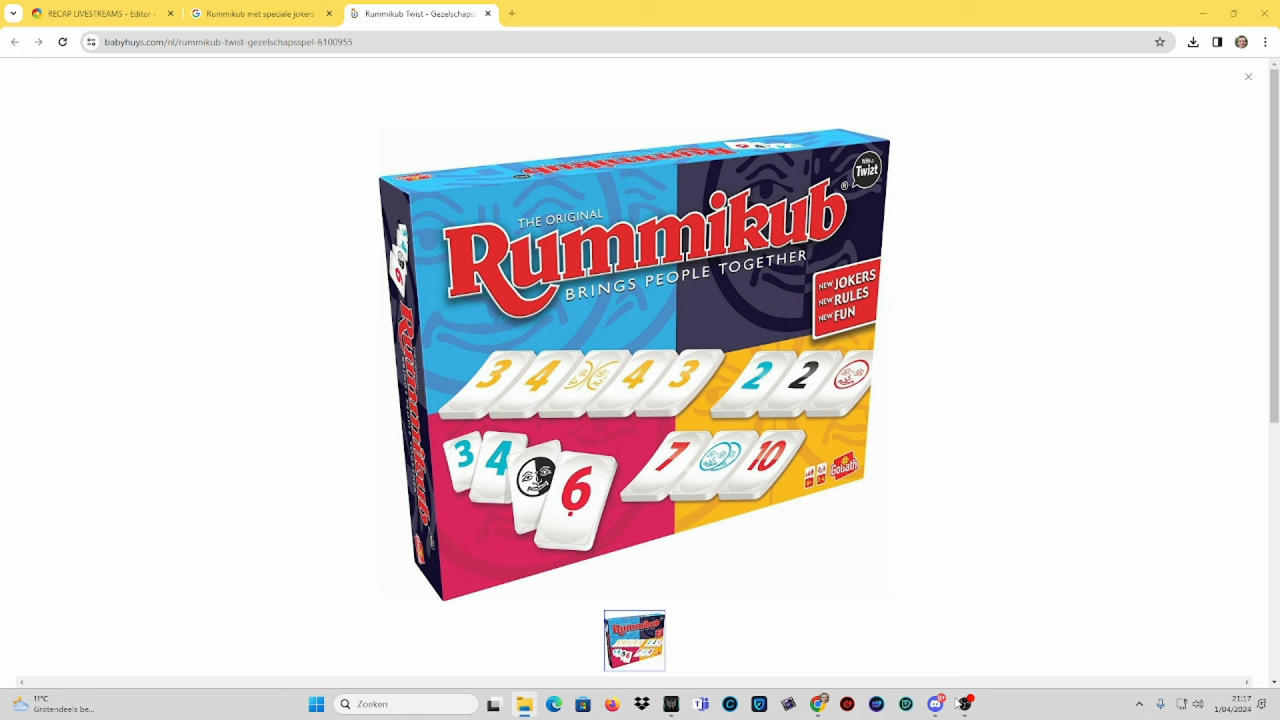 RECAP LIVESTREAMS - Editor -
Rummikub met speciale jokers
Rummikub Twist - Gezelschaps:
babyhuys.com/nl/rummikub-twist-gezelschapsspel-6100955
Rummikub
With a
Twist
THE ORIGINAL
Rummikub®
BRINGS PEOPLE TOGETHER
NEW JOKERS
NEW RULES
NEW FUN
3 4 4 3 2 2
3 4 6 7 10
Goliath
Rummikub
11°C
Grotendeels be...
Zoeken
21:17
1/04/2024